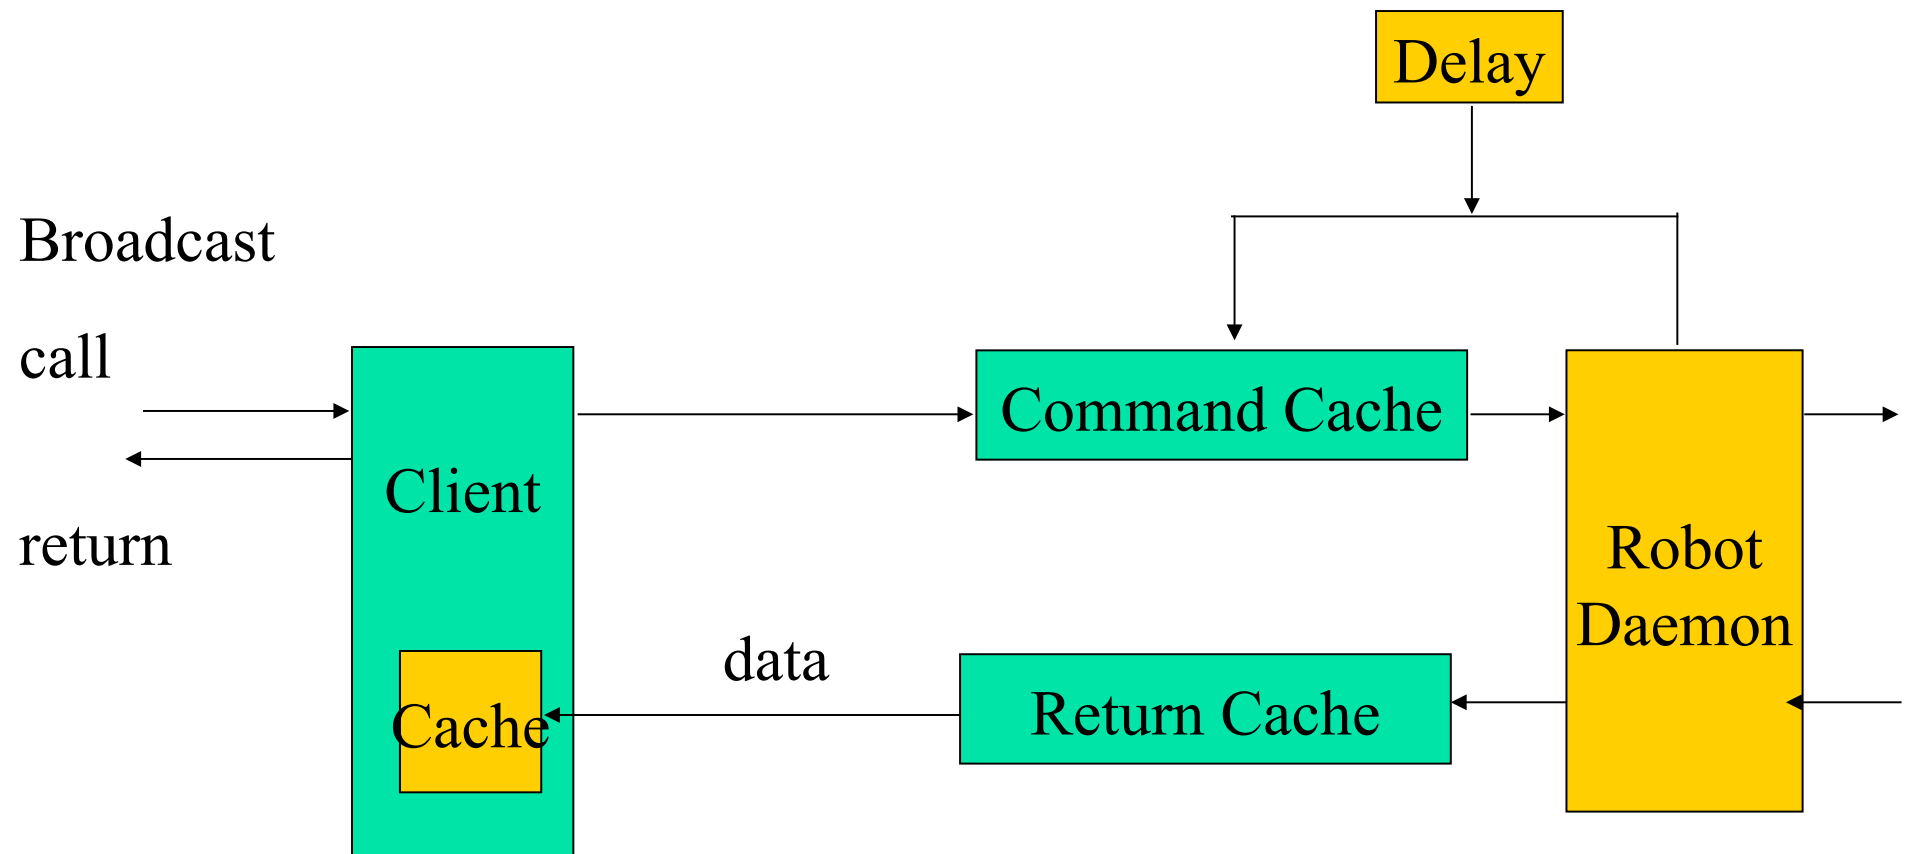 Delay
Broadcast
call
Command Cache
Client
return
Robot
Daemon
data
Cache
Return Cache